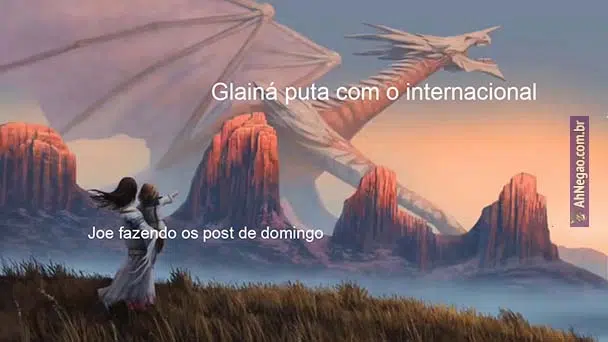 Glainá puta com o internacional
AhNegao.com.br
Joe fazendo os post de domingo